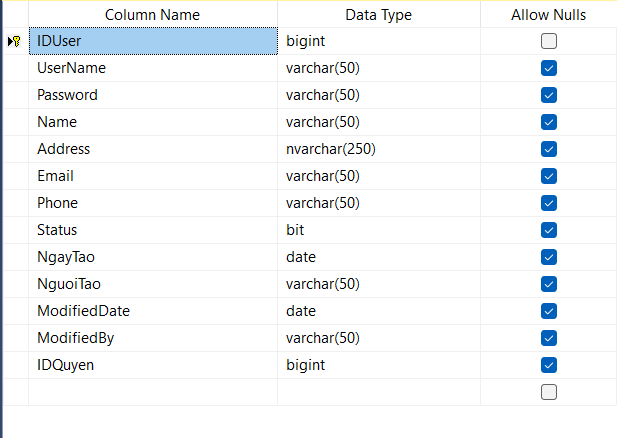 Column Name Data Type Allow Nulls
IDUser bigint
UserName varchar(50)
Password varchar(50)
Name varchar(50)
Address nvarchar(250)
Email varchar(50)
Phone varchar(50)
Status bit
NgayTao date
NguoiTao varchar(50)
ModifiedDate date
ModifiedBy varchar(50)
IDQuyen bigint